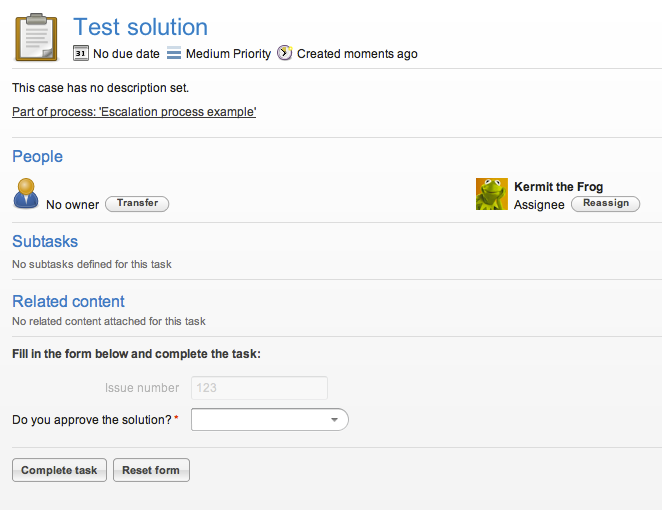 Test solution
31 No due date Medium Priority Created moments ago
This case has no description set.
Part of process: 'Escalation process example'
People
No owner Transfer
Kermit the Frog
Assignee Reassign
Subtasks
No subtasks defined for this task
Related content
No related content attached for this task
Fill in the form below and complete the task:
Issue number 123
Do you approve the solution? *
Complete task Reset form